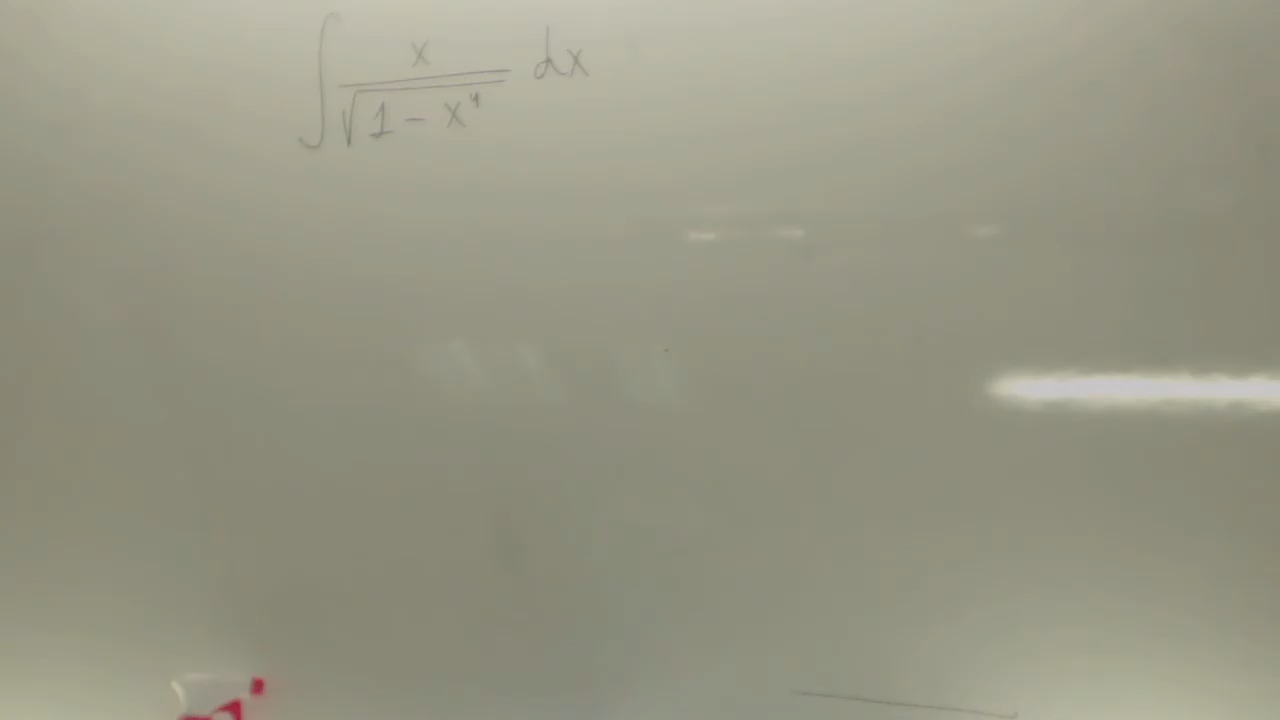 ∫ x / √(1 - x⁴) dx